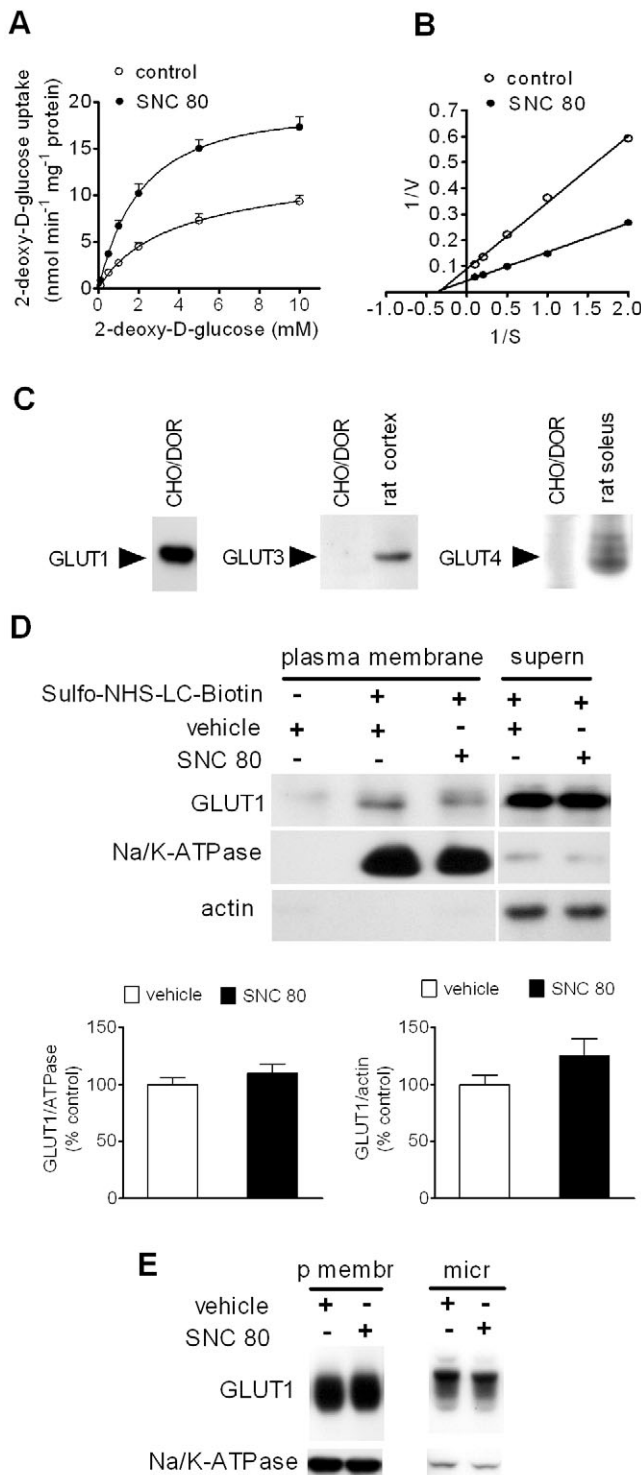 A
control
SNC 80
2-deoxy-D-glucose uptake
(nmol min-1 mg-1 protein)
20
15
10
5
0
0 2 4 6 8 10
2-deoxy-D-glucose (mM)
B
control
SNC 80
1/V
0.6
0.5
0.4
0.3
0.2
0.1
-1.0 -0.5 0.0 0.5 1.0 1.5 2.0
1/S
C
CHO/DOR
GLUT1
CHO/DOR
rat cortex
GLUT3
CHO/DOR
rat soleus
GLUT4
D
plasma membrane supern
Sulfo-NHS-LC-Biotin - + + + +
vehicle + + - + -
SNC 80 - - + - +
GLUT1
Na/K-ATPase
actin
vehicle SNC 80
GLUT1/ATPase
(% control)
150
100
50
0
vehicle SNC 80
GLUT1/actin
(% control)
150
100
50
0
E
p membr micr
vehicle + - + -
SNC 80 - + - +
GLUT1
Na/K-ATPase